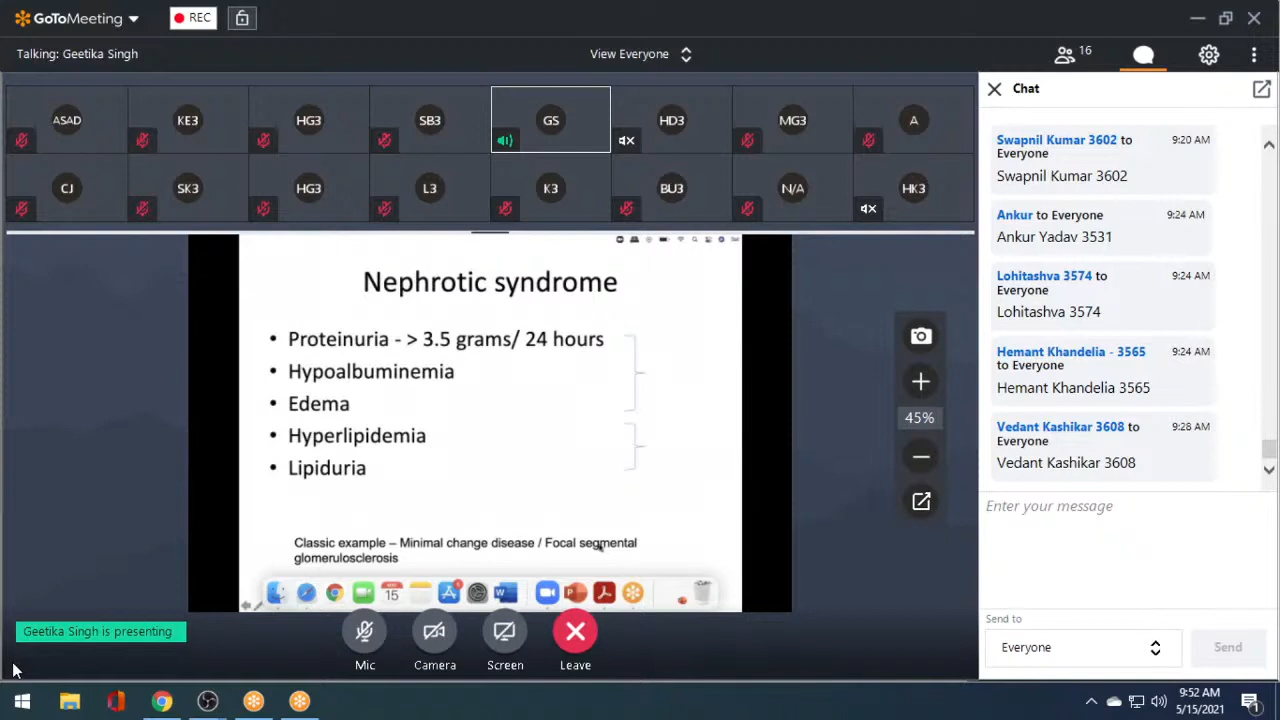 GoToMeeting
REC
Talking: Geetika Singh
View Everyone
16
ASAD
KE3
HG3
SB3
GS
HD3
MG3
A
CJ
SK3
HG3
L3
K3
BU3
N/A
HK3
Nephrotic syndrome
• Proteinuria - > 3.5 grams/ 24 hours
• Hypoalbuminemia
• Edema
• Hyperlipidemia
• Lipiduria
Classic example – Minimal change disease / Focal segmental
glomerulosclerosis
15
45%
Geetika Singh is presenting
Mic
Camera
Screen
Leave
Chat
Swapnil Kumar 3602 to
Everyone
9:20 AM
Swapnil Kumar 3602
Ankur to Everyone
9:24 AM
Ankur Yadav 3531
Lohitashva 3574 to
Everyone
9:24 AM
Lohitashva 3574
Hemant Khandelia - 3565
to Everyone
9:24 AM
Hemant Khandelia 3565
Vedant Kashikar 3608 to
Everyone
9:28 AM
Vedant Kashikar 3608
Enter your message
Send to
Everyone
Send
9:52 AM
5/15/2021
1